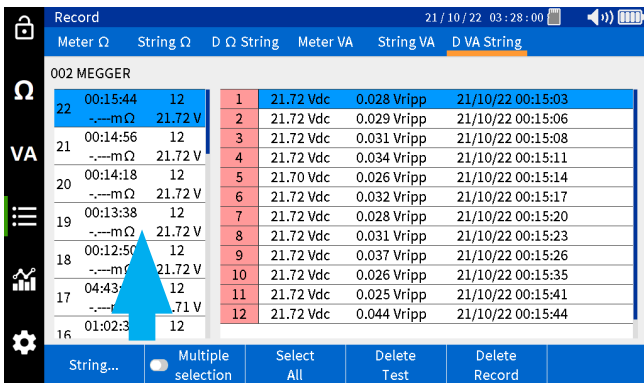 Record 21/10/22 03:28:00
Meter Ω String Ω D Ω String Meter VA String VA D VA String
002 MEGGER
Ω
VA
22 00:15:44 12
-.---mΩ 21.72 V
21 00:14:56 12
-.---mΩ 21.72 V
20 00:14:18 12
-.---mΩ 21.72 V
19 00:13:38 12
-.---mΩ 21.72 V
18 00:12:50 12
-.---mΩ 21.72 V
17 04:43: 12
.71 V
16 01:02:3 12
1 21.72 Vdc 0.028 Vripp 21/10/22 00:15:03
2 21.72 Vdc 0.029 Vripp 21/10/22 00:15:06
3 21.72 Vdc 0.031 Vripp 21/10/22 00:15:08
4 21.72 Vdc 0.034 Vripp 21/10/22 00:15:11
5 21.70 Vdc 0.026 Vripp 21/10/22 00:15:14
6 21.72 Vdc 0.032 Vripp 21/10/22 00:15:17
7 21.72 Vdc 0.028 Vripp 21/10/22 00:15:20
8 21.72 Vdc 0.031 Vripp 21/10/22 00:15:23
9 21.72 Vdc 0.037 Vripp 21/10/22 00:15:26
10 21.72 Vdc 0.026 Vripp 21/10/22 00:15:35
11 21.72 Vdc 0.025 Vripp 21/10/22 00:15:41
12 21.72 Vdc 0.044 Vripp 21/10/22 00:15:44
String...
Multiple
selection
Select
All
Delete
Test
Delete
Record